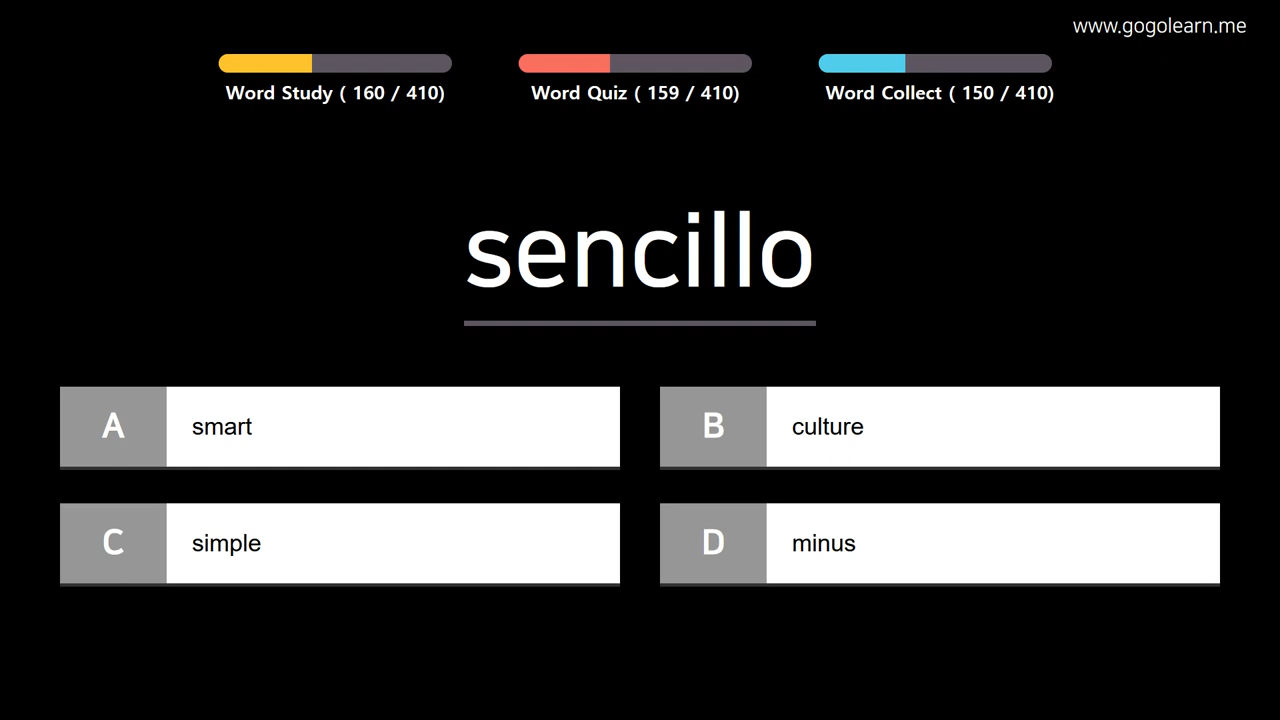 www.gogolearn.me
Word Study ( 160 / 410)
Word Quiz ( 159 / 410)
Word Collect ( 150 / 410)
sencillo
A smart
B culture
C simple
D minus